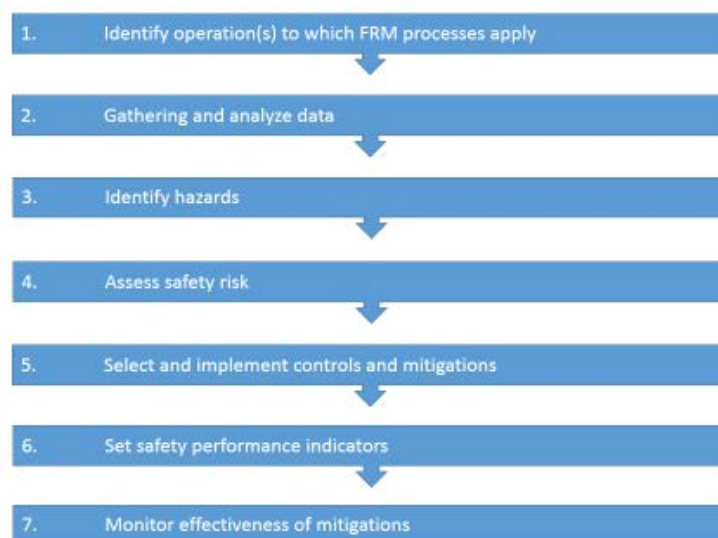 1. Identify operation(s) to which FRM processes apply
2. Gathering and analyze data
3. Identify hazards
4. Assess safety risk
5. Select and implement controls and mitigations
6. Set safety performance indicators
7. Monitor effectiveness of mitigations